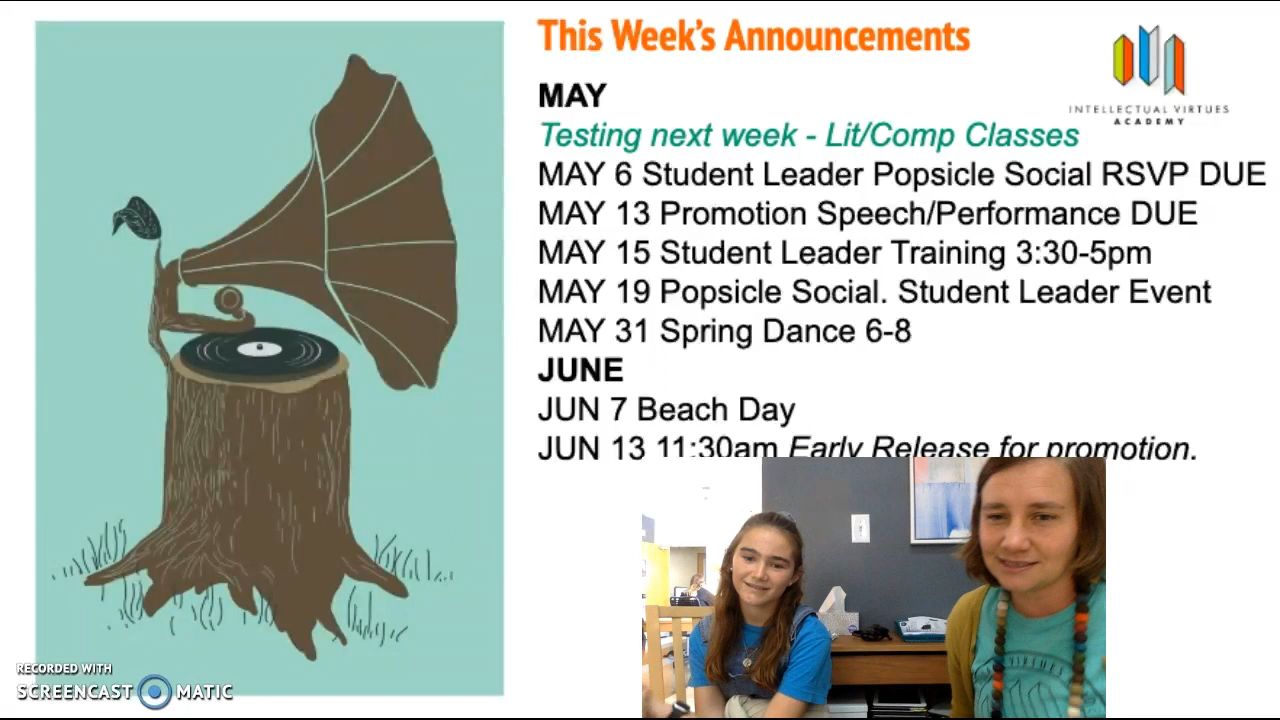 This Week's Announcements
INTELLECTUAL VIRTUES
ACADEMY
MAY
Testing next week - Lit/Comp Classes
MAY 6 Student Leader Popsicle Social RSVP DUE
MAY 13 Promotion Speech/Performance DUE
MAY 15 Student Leader Training 3:30-5pm
MAY 19 Popsicle Social. Student Leader Event
MAY 31 Spring Dance 6-8
JUNE
JUN 7 Beach Day
JUN 13 11:30am Early Release for promotion.
RECORDED WITH
SCREENCAST MATIC
VIRTUES